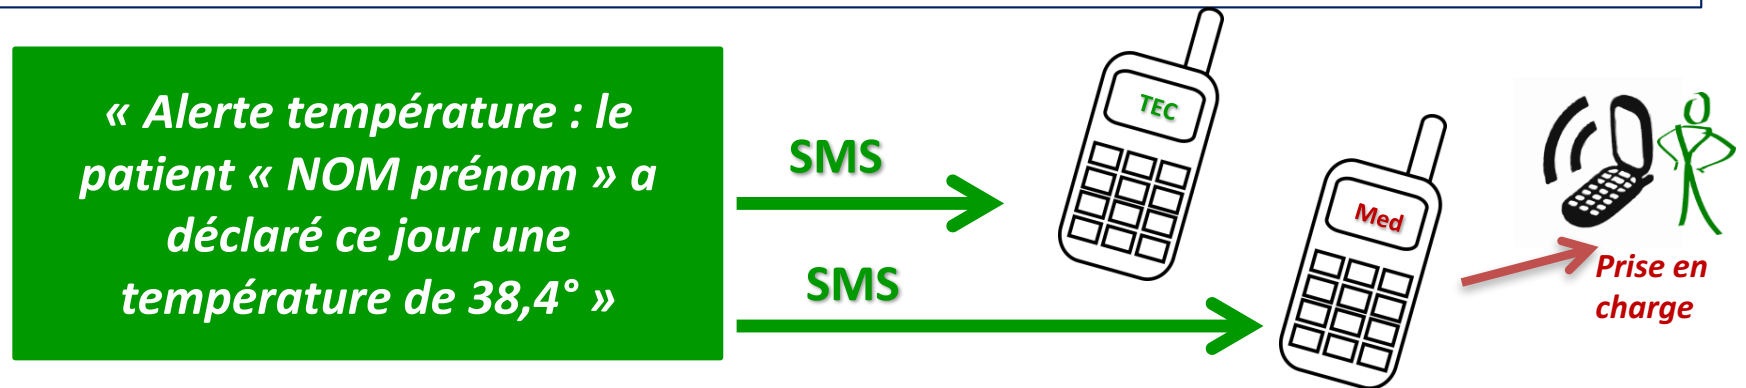 « Alerte température : le
patient « NOM prénom » a
déclaré ce jour une
température de 38,4° »
SMS
SMS
TEC
Med
Prise en
charge